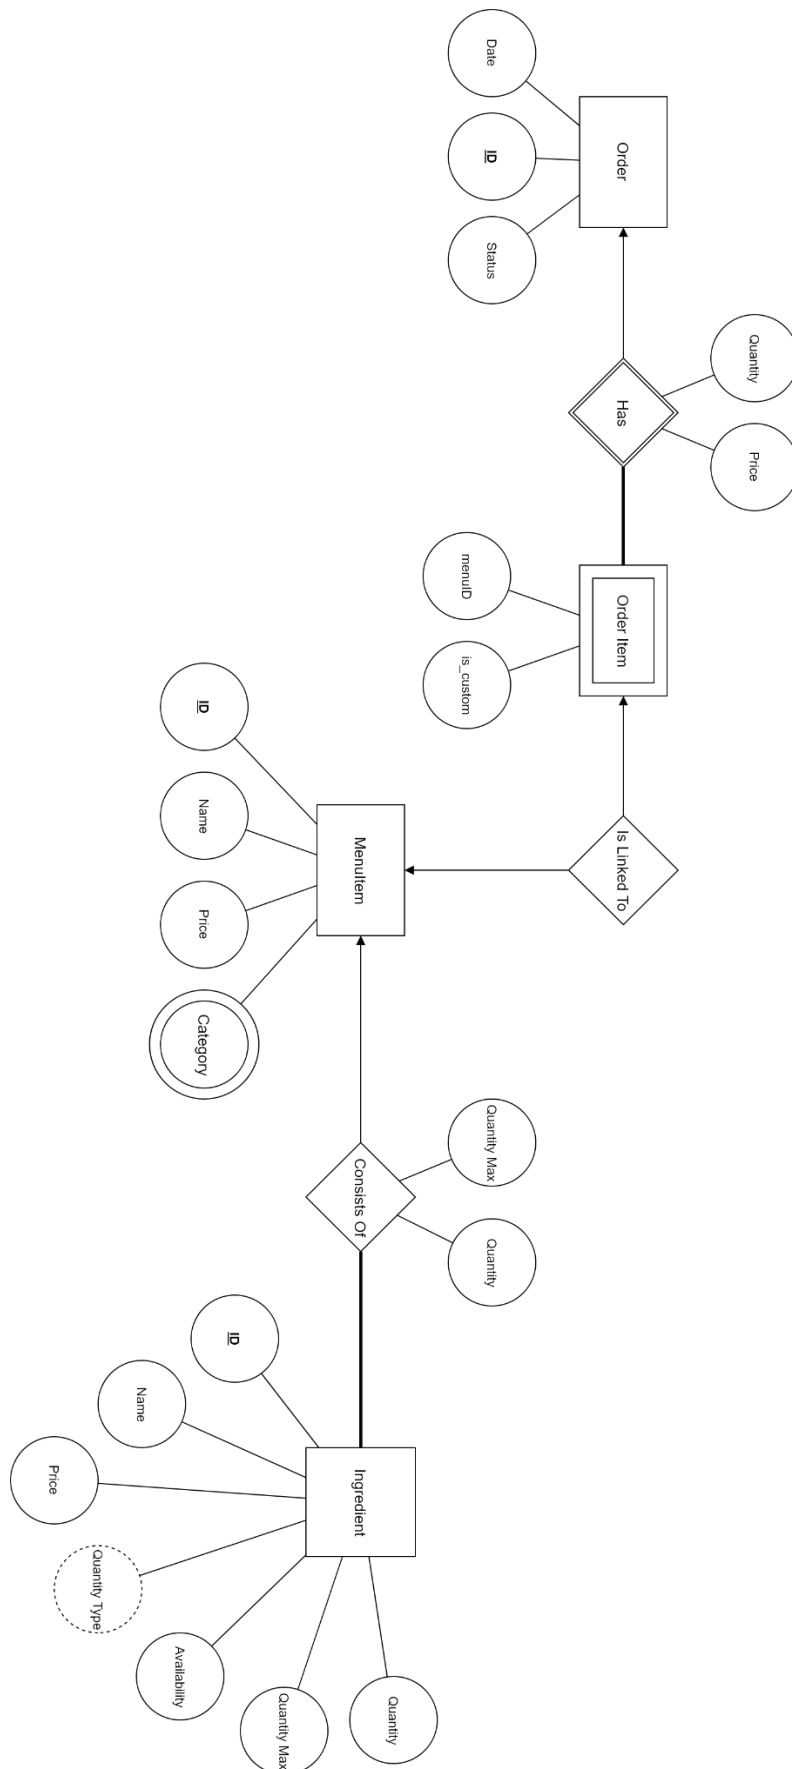 Date
ID
Status
Order
Quantity
Price
Has
menuID
is_custom
Order Item
Is Linked To
ID
Name
Price
Category
MenuItem
Quantity Max
Quantity
Consists Of
ID
Name
Price
Quantity Type
Availability
Quantity Max
Quantity
Ingredient